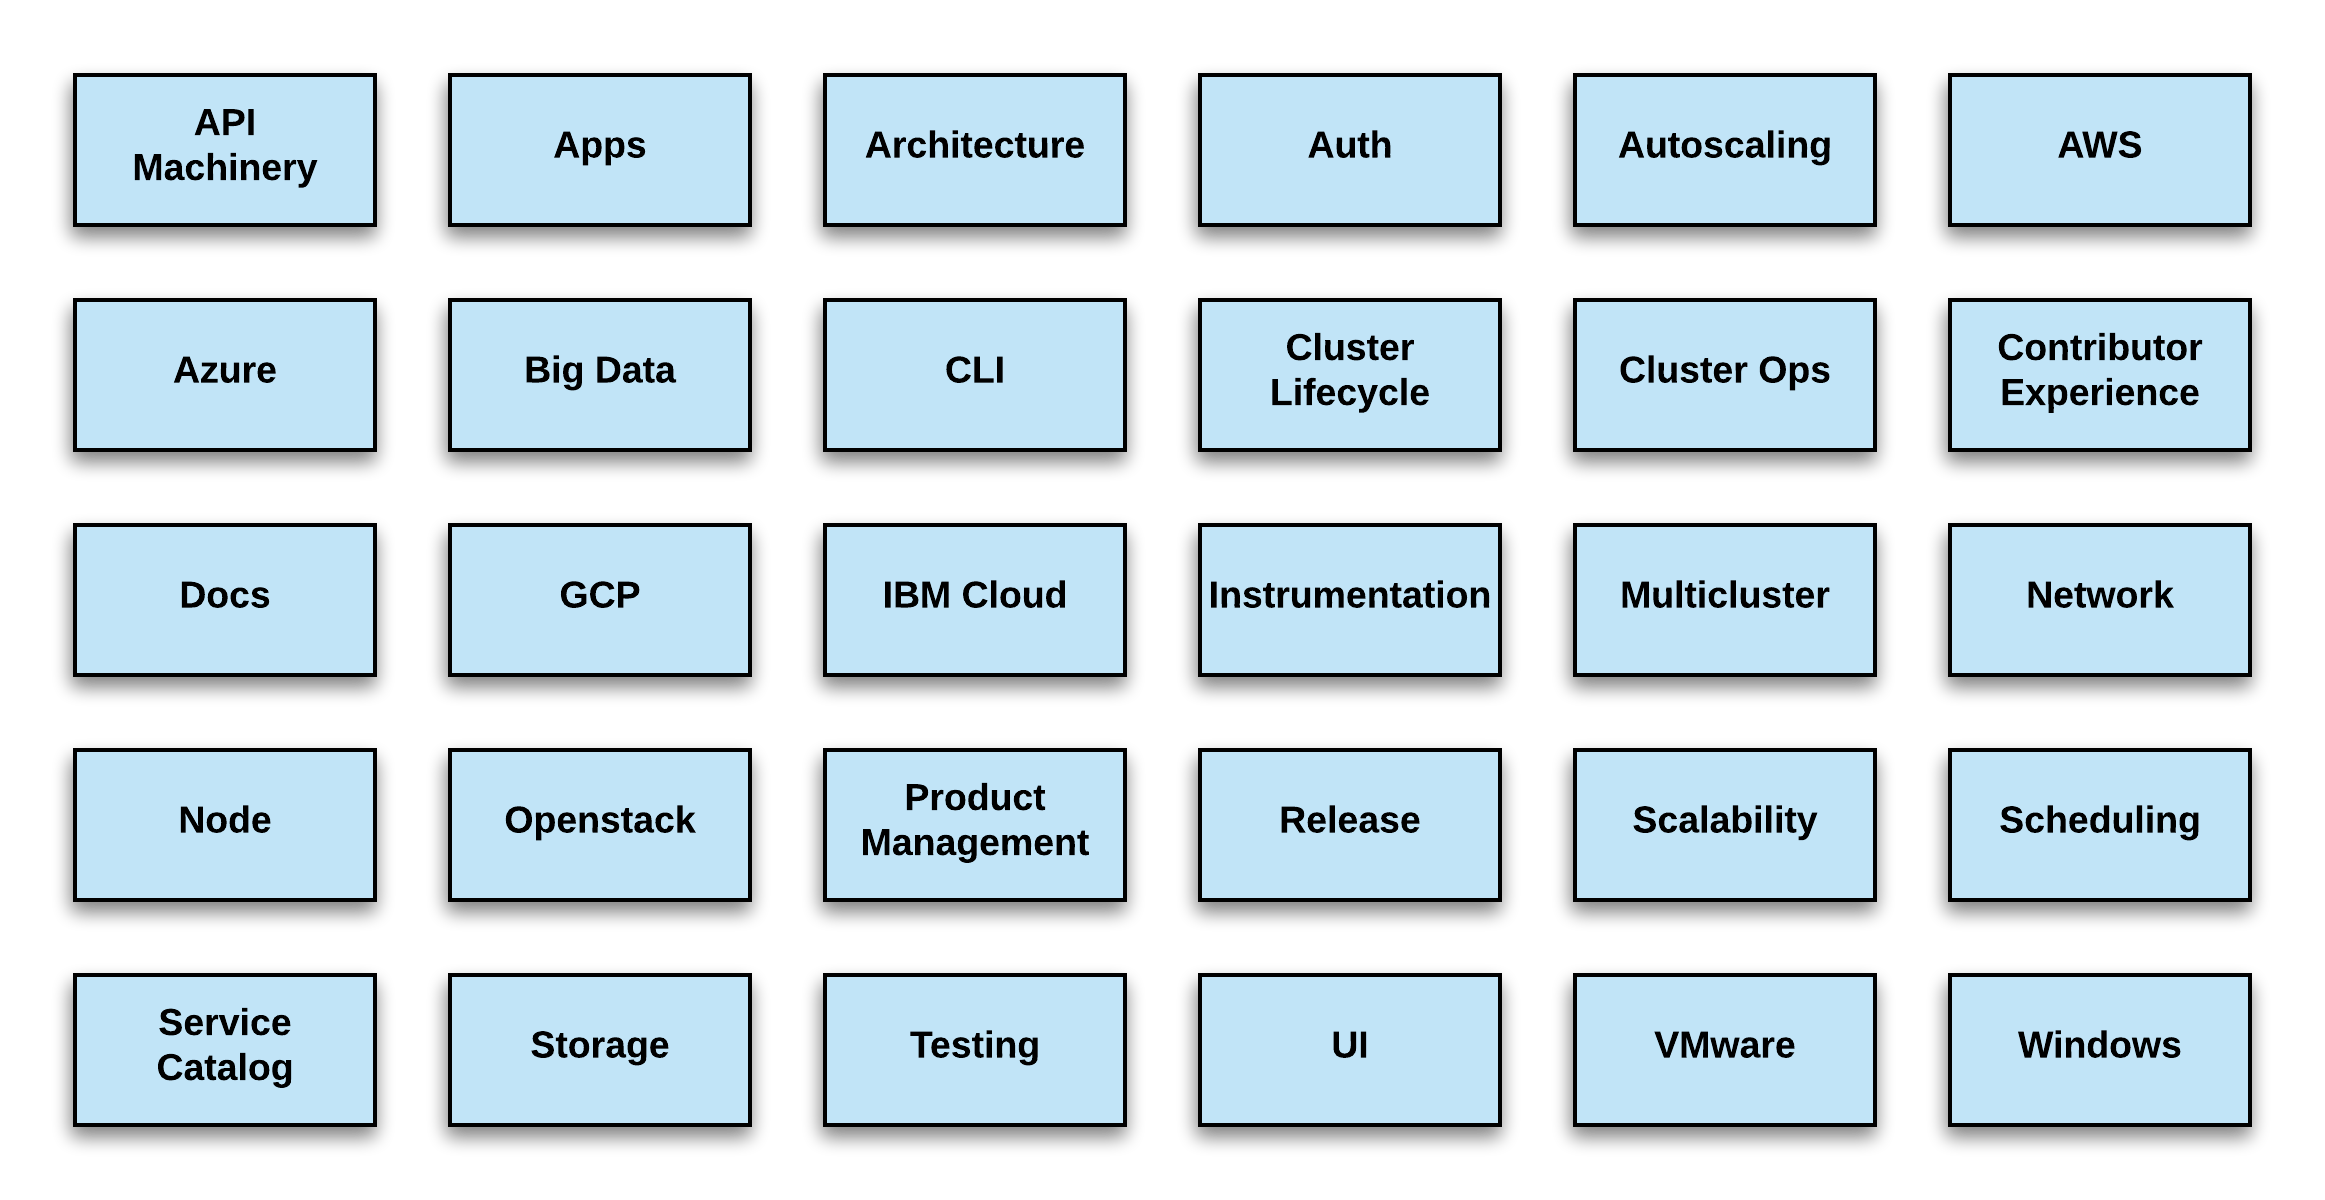 API
Machinery
Apps
Architecture
Auth
Autoscaling
AWS
Azure
Big Data
CLI
Cluster
Lifecycle
Cluster Ops
Contributor
Experience
Docs
GCP
IBM Cloud
Instrumentation
Multicluster
Network
Node
Openstack
Product
Management
Release
Scalability
Scheduling
Service
Catalog
Storage
Testing
UI
VMware
Windows